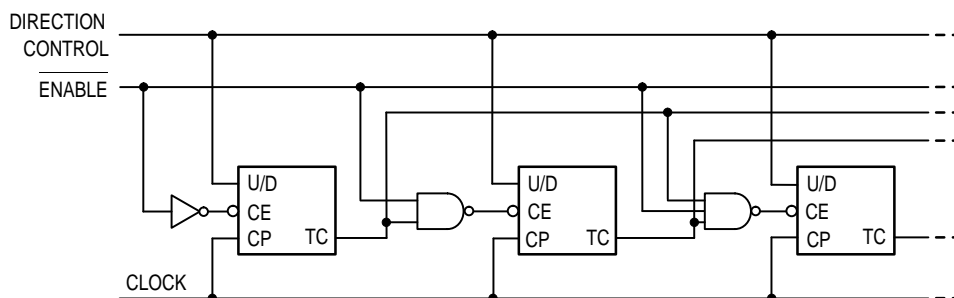 DIRECTION
CONTROL
ENABLE
U/D
CE
CP
TC
U/D
CE
CP
TC
U/D
CE
CP
TC
CLOCK